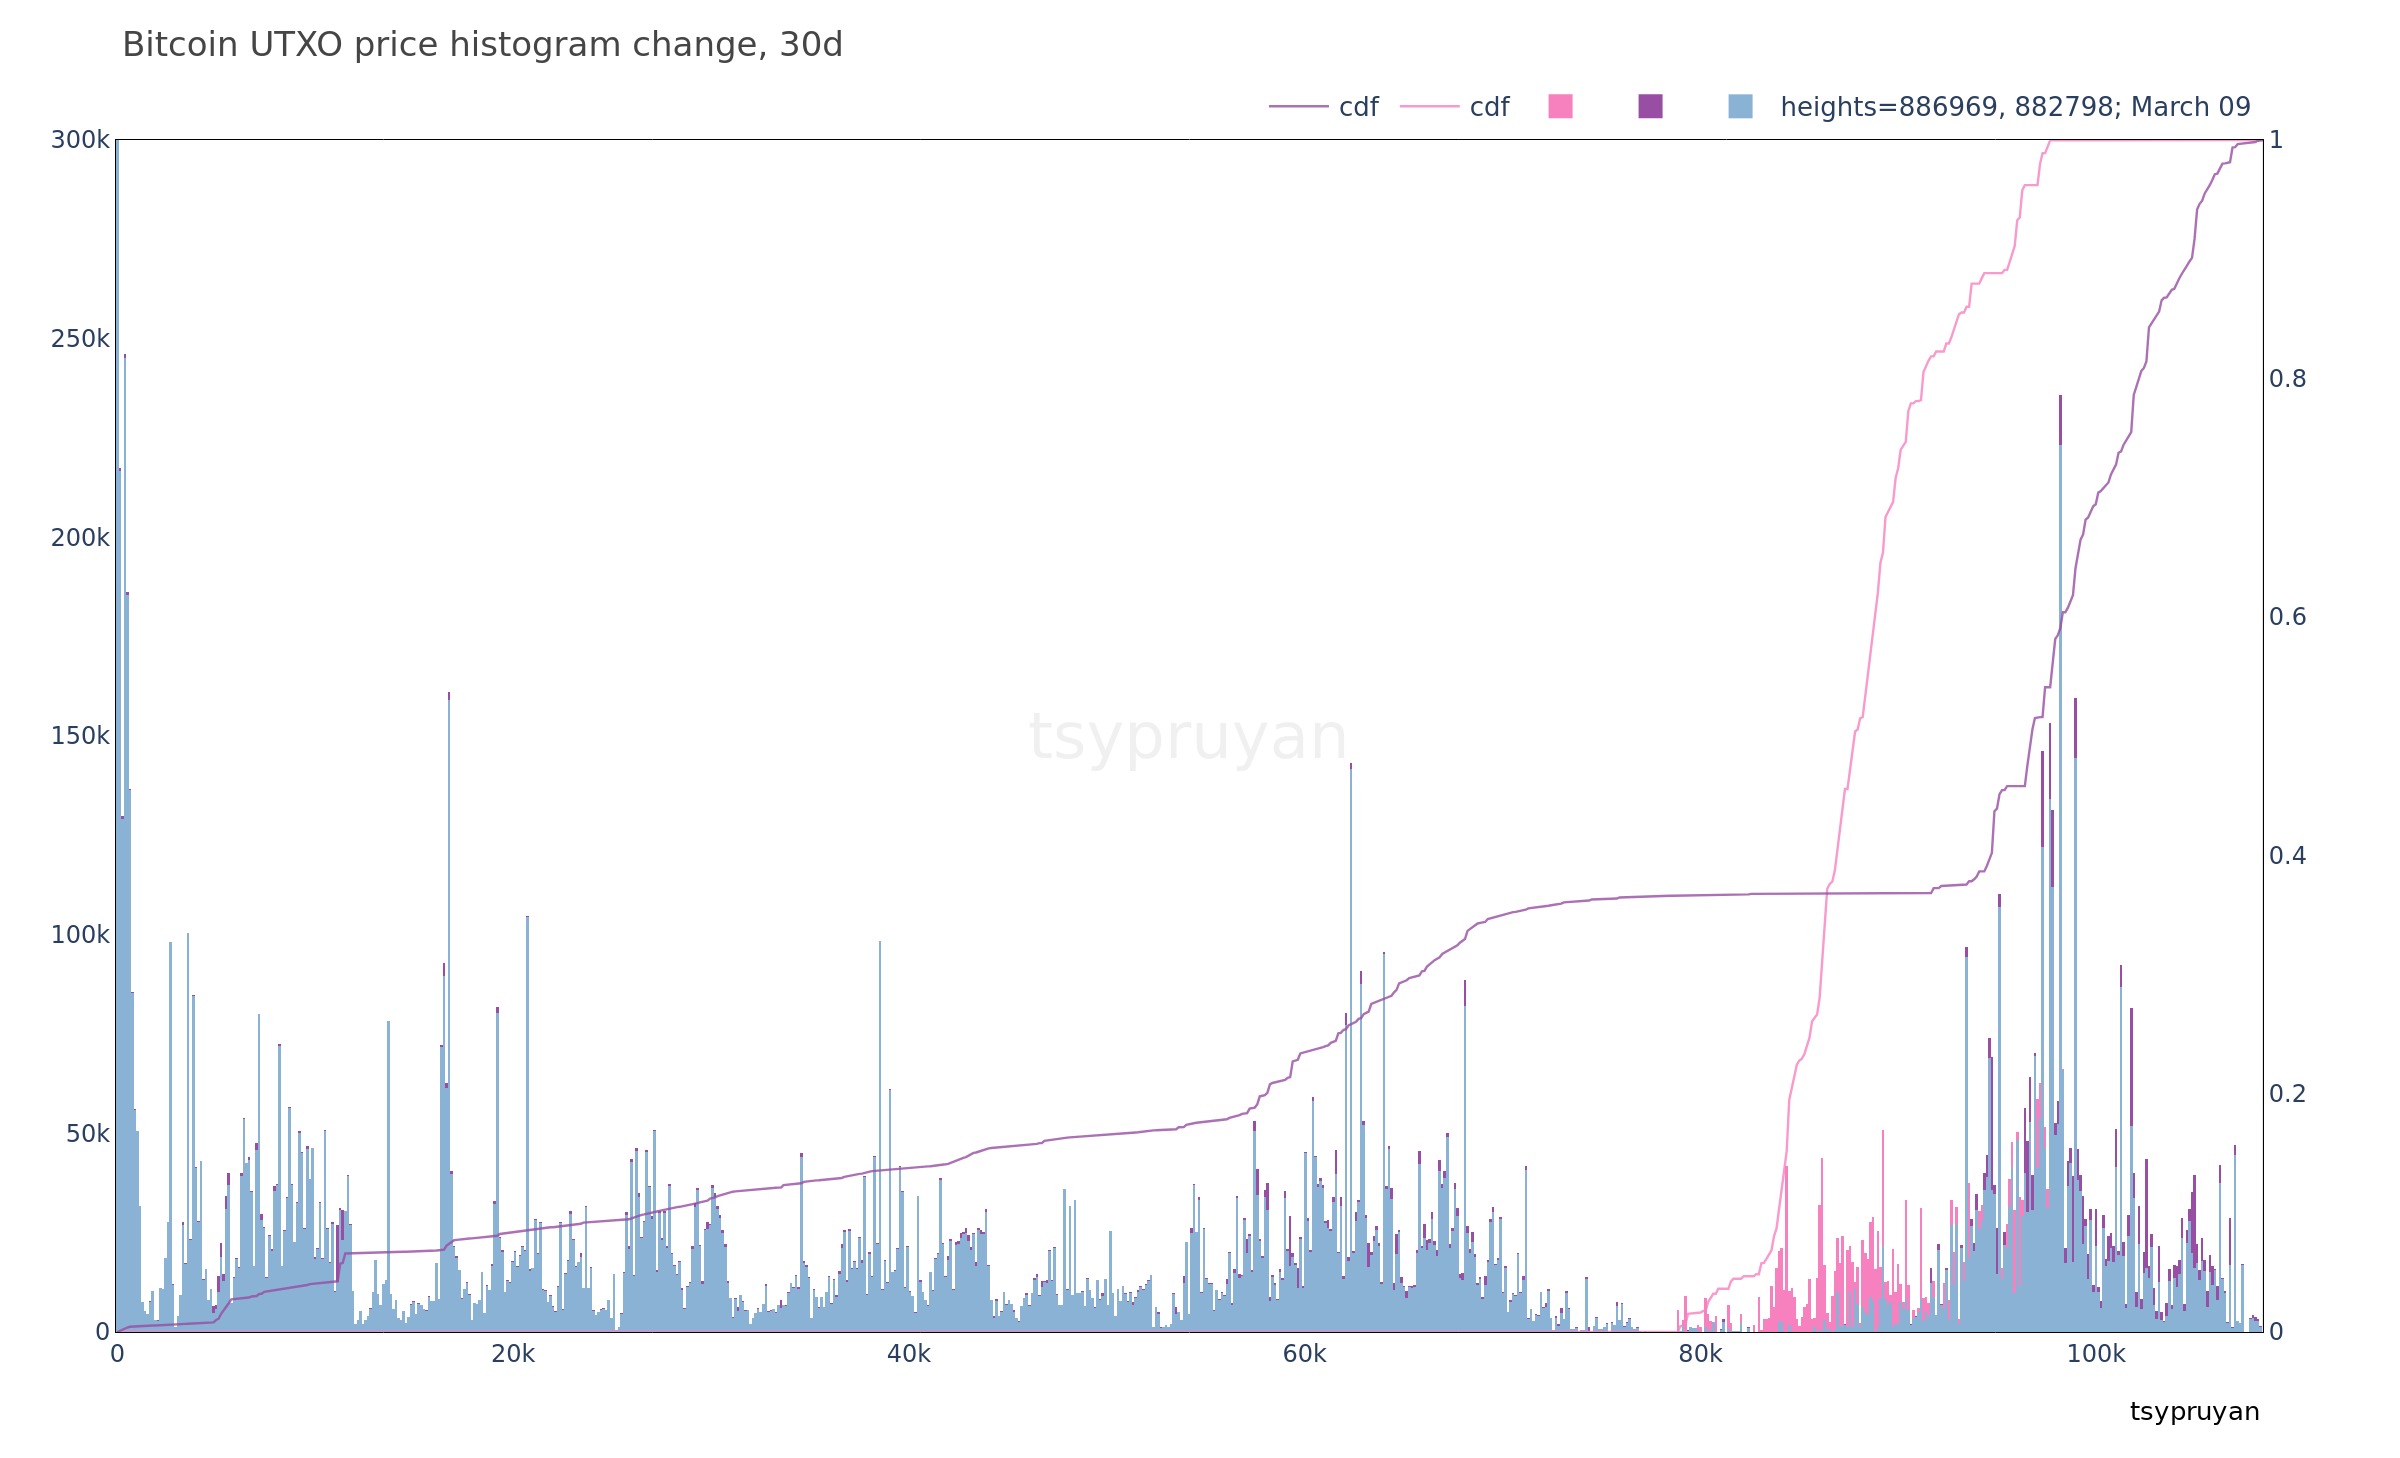 Bitcoin UTXO price histogram change, 30d
cdf cdf heights=886969, 882798; March 09
300k
250k
200k
150k
100k
50k
0
1
0.8
0.6
0.4
0.2
0
tsypruyan
0 20k 40k 60k 80k 100k
tsypruyan